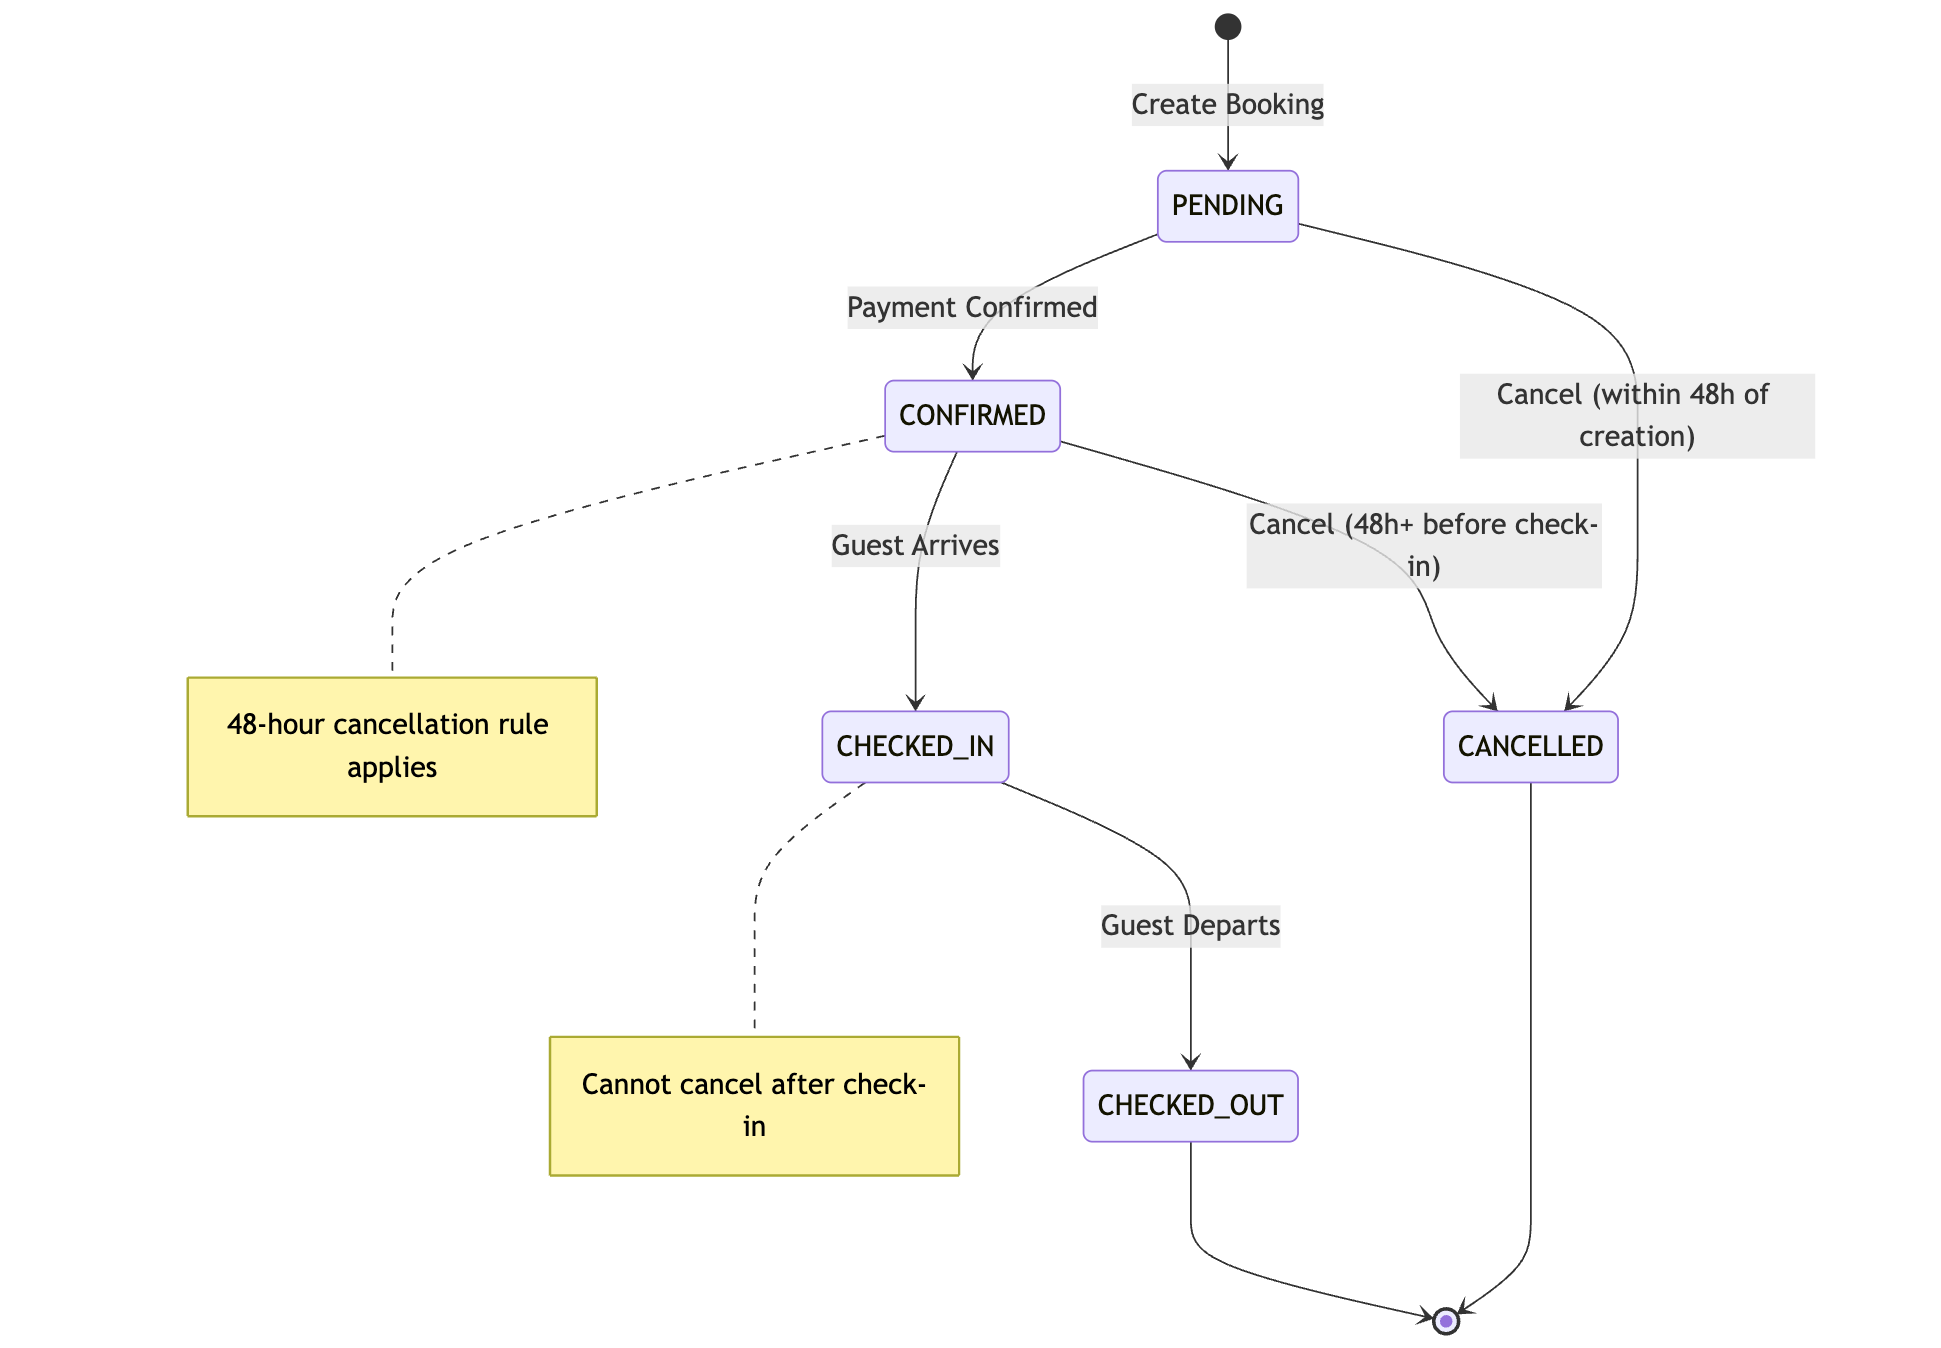 Create Booking
PENDING
Payment Confirmed
Cancel (within 48h of
creation)
CONFIRMED
Guest Arrives
Cancel (48h+ before check-
in)
48-hour cancellation rule
applies
CHECKED_IN
CANCELLED
Guest Departs
Cannot cancel after check-
in
CHECKED_OUT